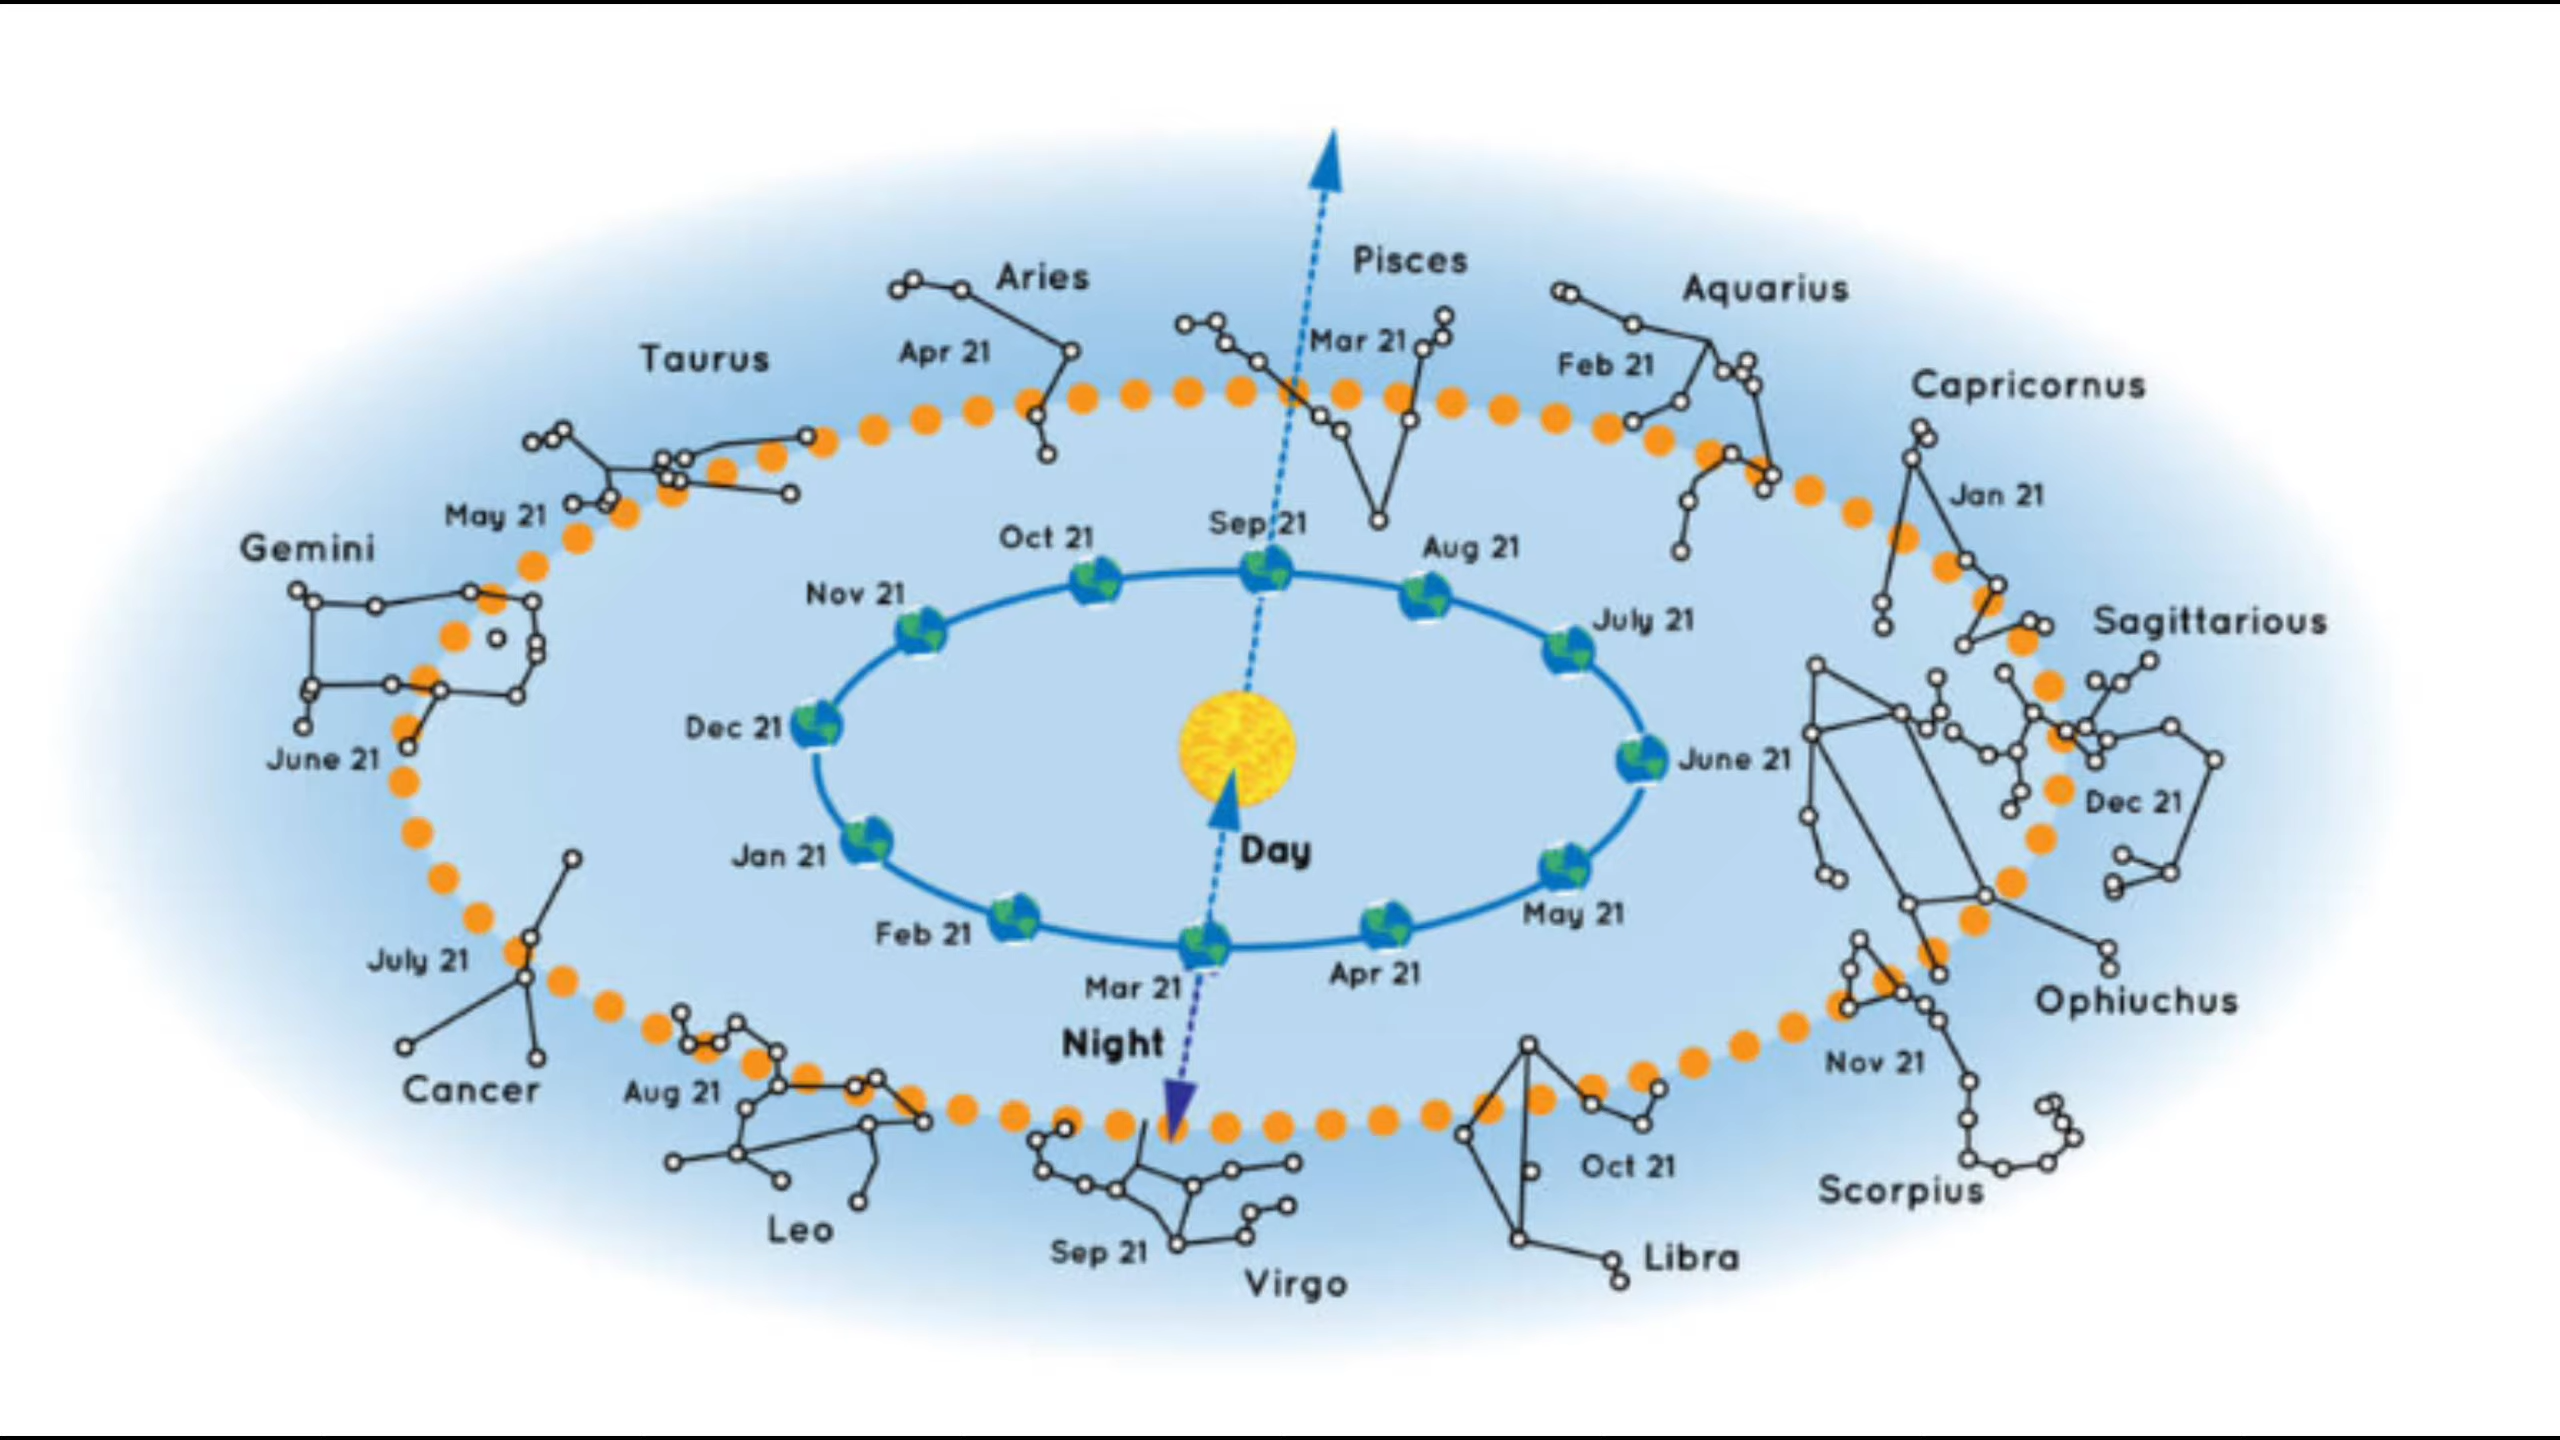 Pisces
Aries
Aquarius
Mar 21
Apr 21
Taurus
Feb 21
Capricornus
Jan 21
May 21
Sep 21
Oct 21
Aug 21
Gemini
Nov 21
July 21
Sagittarious
Dec 21
June 21
June 21
Dec 21
Day
Jan 21
May 21
Feb 21
July 21
Apr 21
Mar 21
Ophiuchus
Night
Nov 21
Cancer
Aug 21
Oct 21
Scorpius
Leo
Sep 21
Libra
Virgo